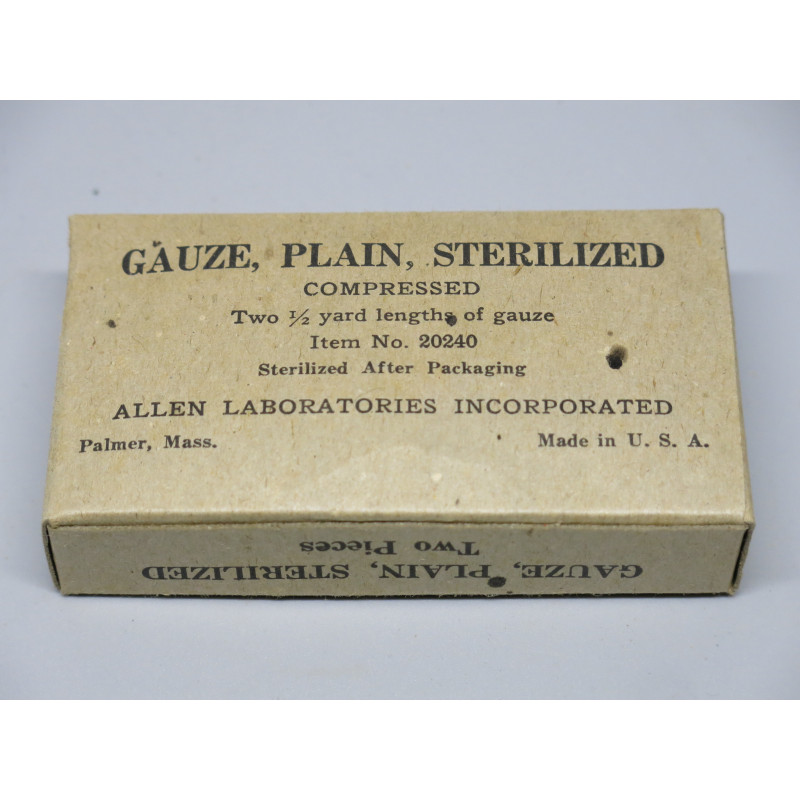 GAUZE, PLAIN, STERILIZED
COMPRESSED
Two ½ yard lengths of gauze
Item No. 20240
Sterilized After Packaging
ALLEN LABORATORIES INCORPORATED
Palmer, Mass.
Made in U. S. A.
GAUZE, PLAIN, STERILIZED
Two Pieces